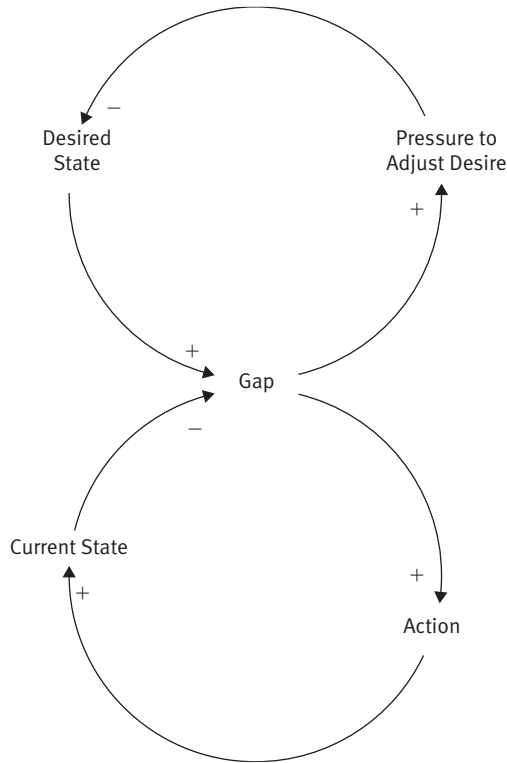 −
Desired
State
Pressure to
Adjust Desire
+
+
Gap
−
Current State
+
+
Action